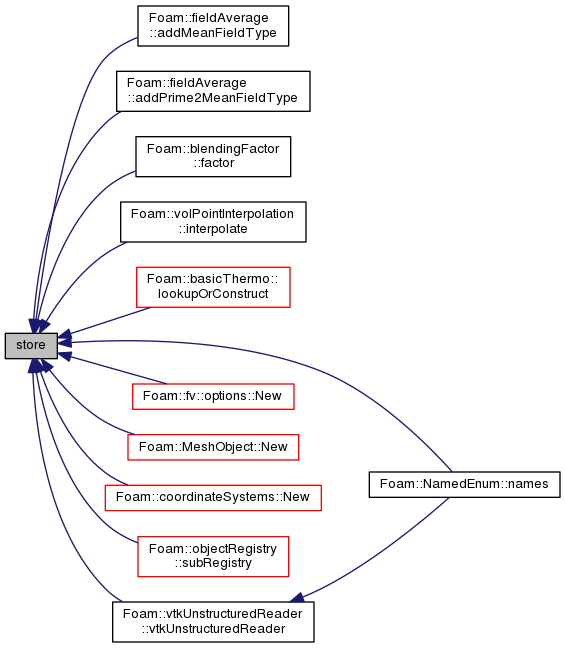 Foam::fieldAverage
::addMeanFieldType
Foam::fieldAverage
::addPrime2MeanFieldType
Foam::blendingFactor
::factor
Foam::volPointInterpolation
::interpolate
Foam::basicThermo::
lookupOrConstruct
store
Foam::fv::options::New
Foam::MeshObject::New
Foam::NamedEnum::names
Foam::coordinateSystems::New
Foam::objectRegistry
::subRegistry
Foam::vtkUnstructuredReader
::vtkUnstructuredReader